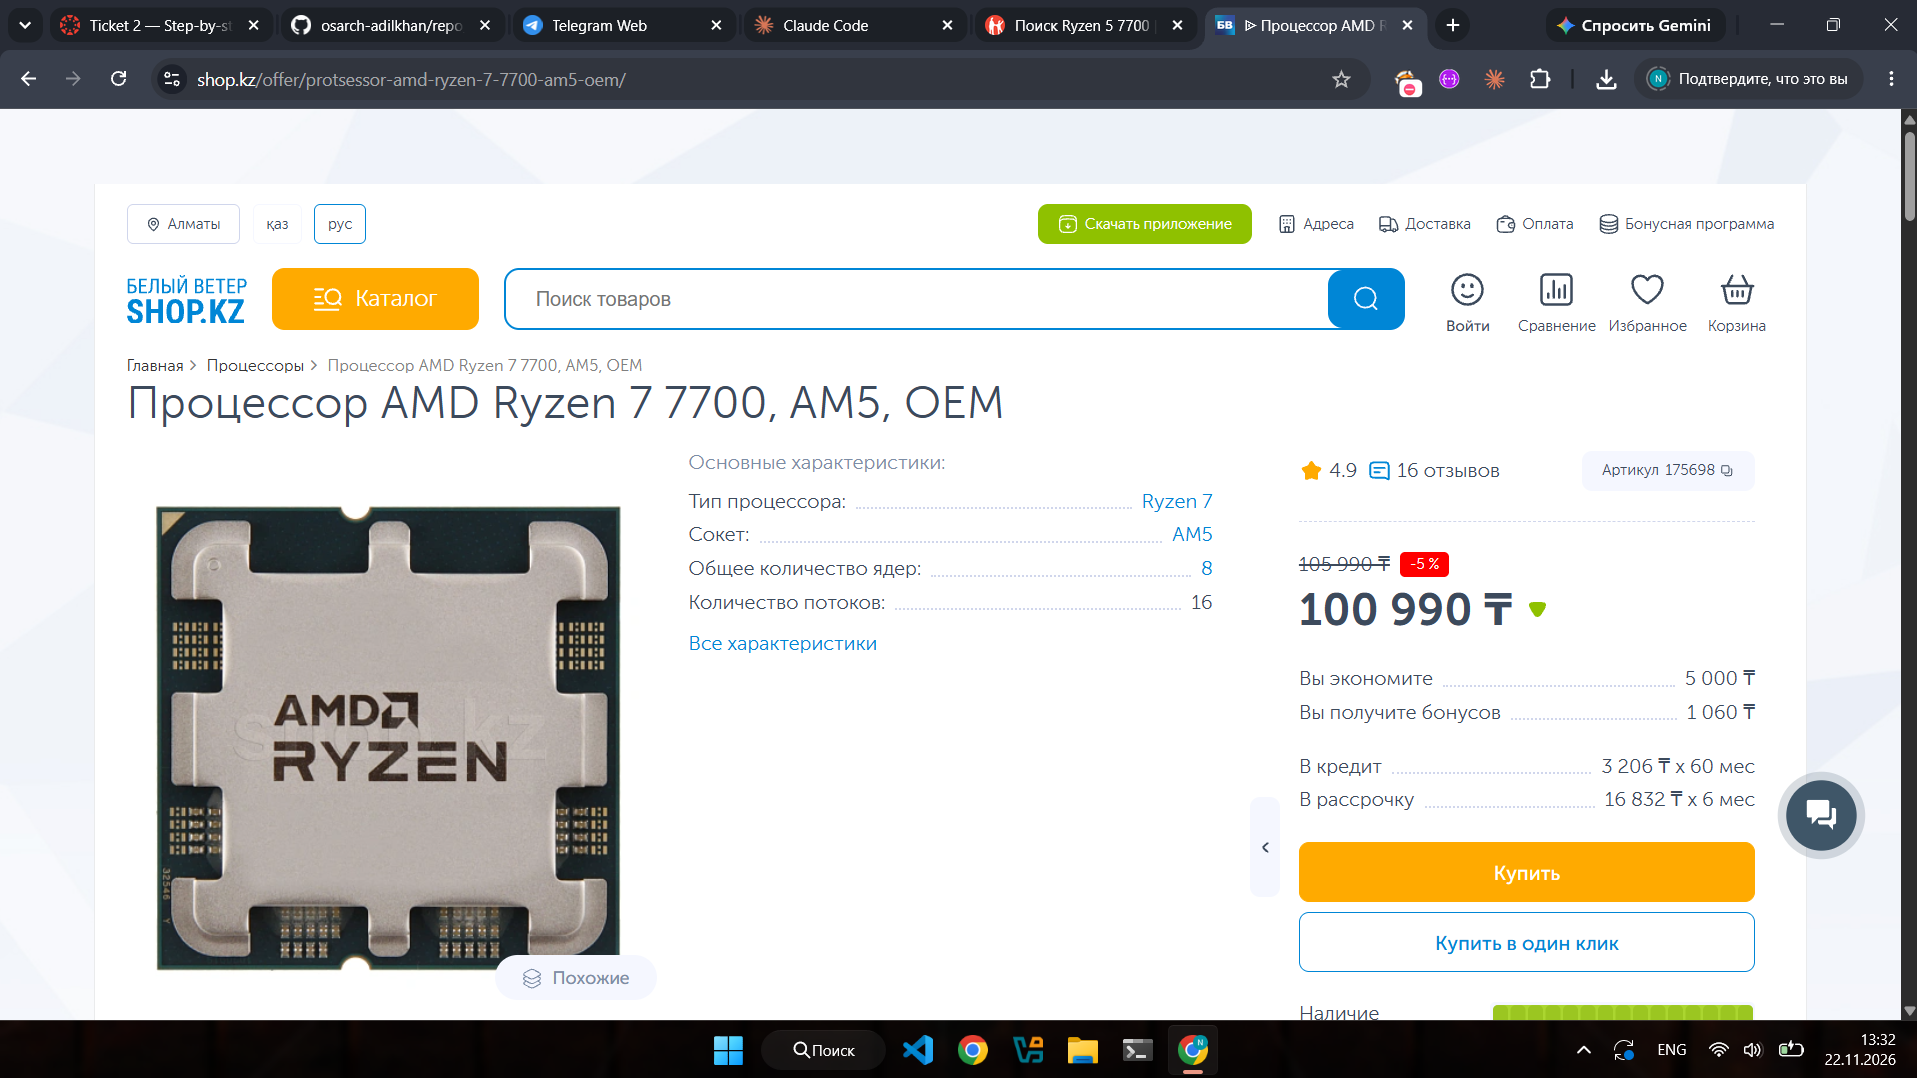 Ticket 2 — Step-by-st
osarch-adilkhan/repo
Telegram Web
Claude Code
Поиск Ryzen 5 7700
Процессор AMD R
Спросить Gemini
shop.kz/offer/protsessor-amd-ryzen-7-7700-am5-oem/
Подтвердите, что это вы
Алматы
қаз
рус
Скачать приложение
Адреса
Доставка
Оплата
Бонусная программа
БЕЛЫЙ ВЕТЕР
SHOP.KZ
Каталог
Поиск товаров
Войти
Сравнение
Избранное
Корзина
Главная > Процессоры > Процессор AMD Ryzen 7 7700, AM5, OEM
Процессор AMD Ryzen 7 7700, AM5, OEM
AMD
RYZEN
shop.kz
32546 Y
Похожие
Основные характеристики:
Тип процессора: Ryzen 7
Сокет: AM5
Общее количество ядер: 8
Количество потоков: 16
Все характеристики
4.9 16 отзывов
Артикул 175698
105 990 ₸ -5 %
100 990 ₸
Вы экономите 5 000 ₸
Вы получите бонусов 1 060 ₸
В кредит 3 206 ₸ x 60 мес
В рассрочку 16 832 ₸ x 6 мес
Купить
Купить в один клик
Наличие
Поиск
ENG
13:32
22.11.2026